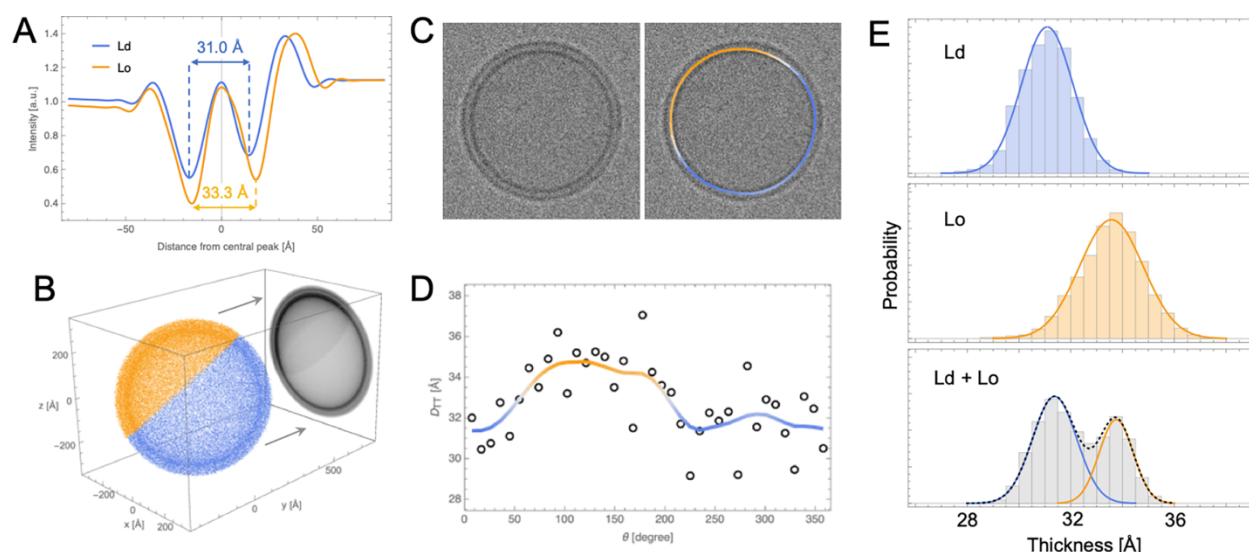 A
Ld
Lo
31.0 Å
33.3 Å
Intensity [a.u.]
1.4
1.2
1.0
0.8
0.6
0.4
−50
0
50
Distance from central peak [Å]
B
200
0
−200
z [Å]
−200
0
200
x [Å]
0
500
y [Å]
C
D
38
36
34
32
30
28
D_TT [Å]
0
50
100
150
200
250
300
350
θ [degree]
E
Ld
Lo
Ld + Lo
Probability
28
32
36
Thickness [Å]